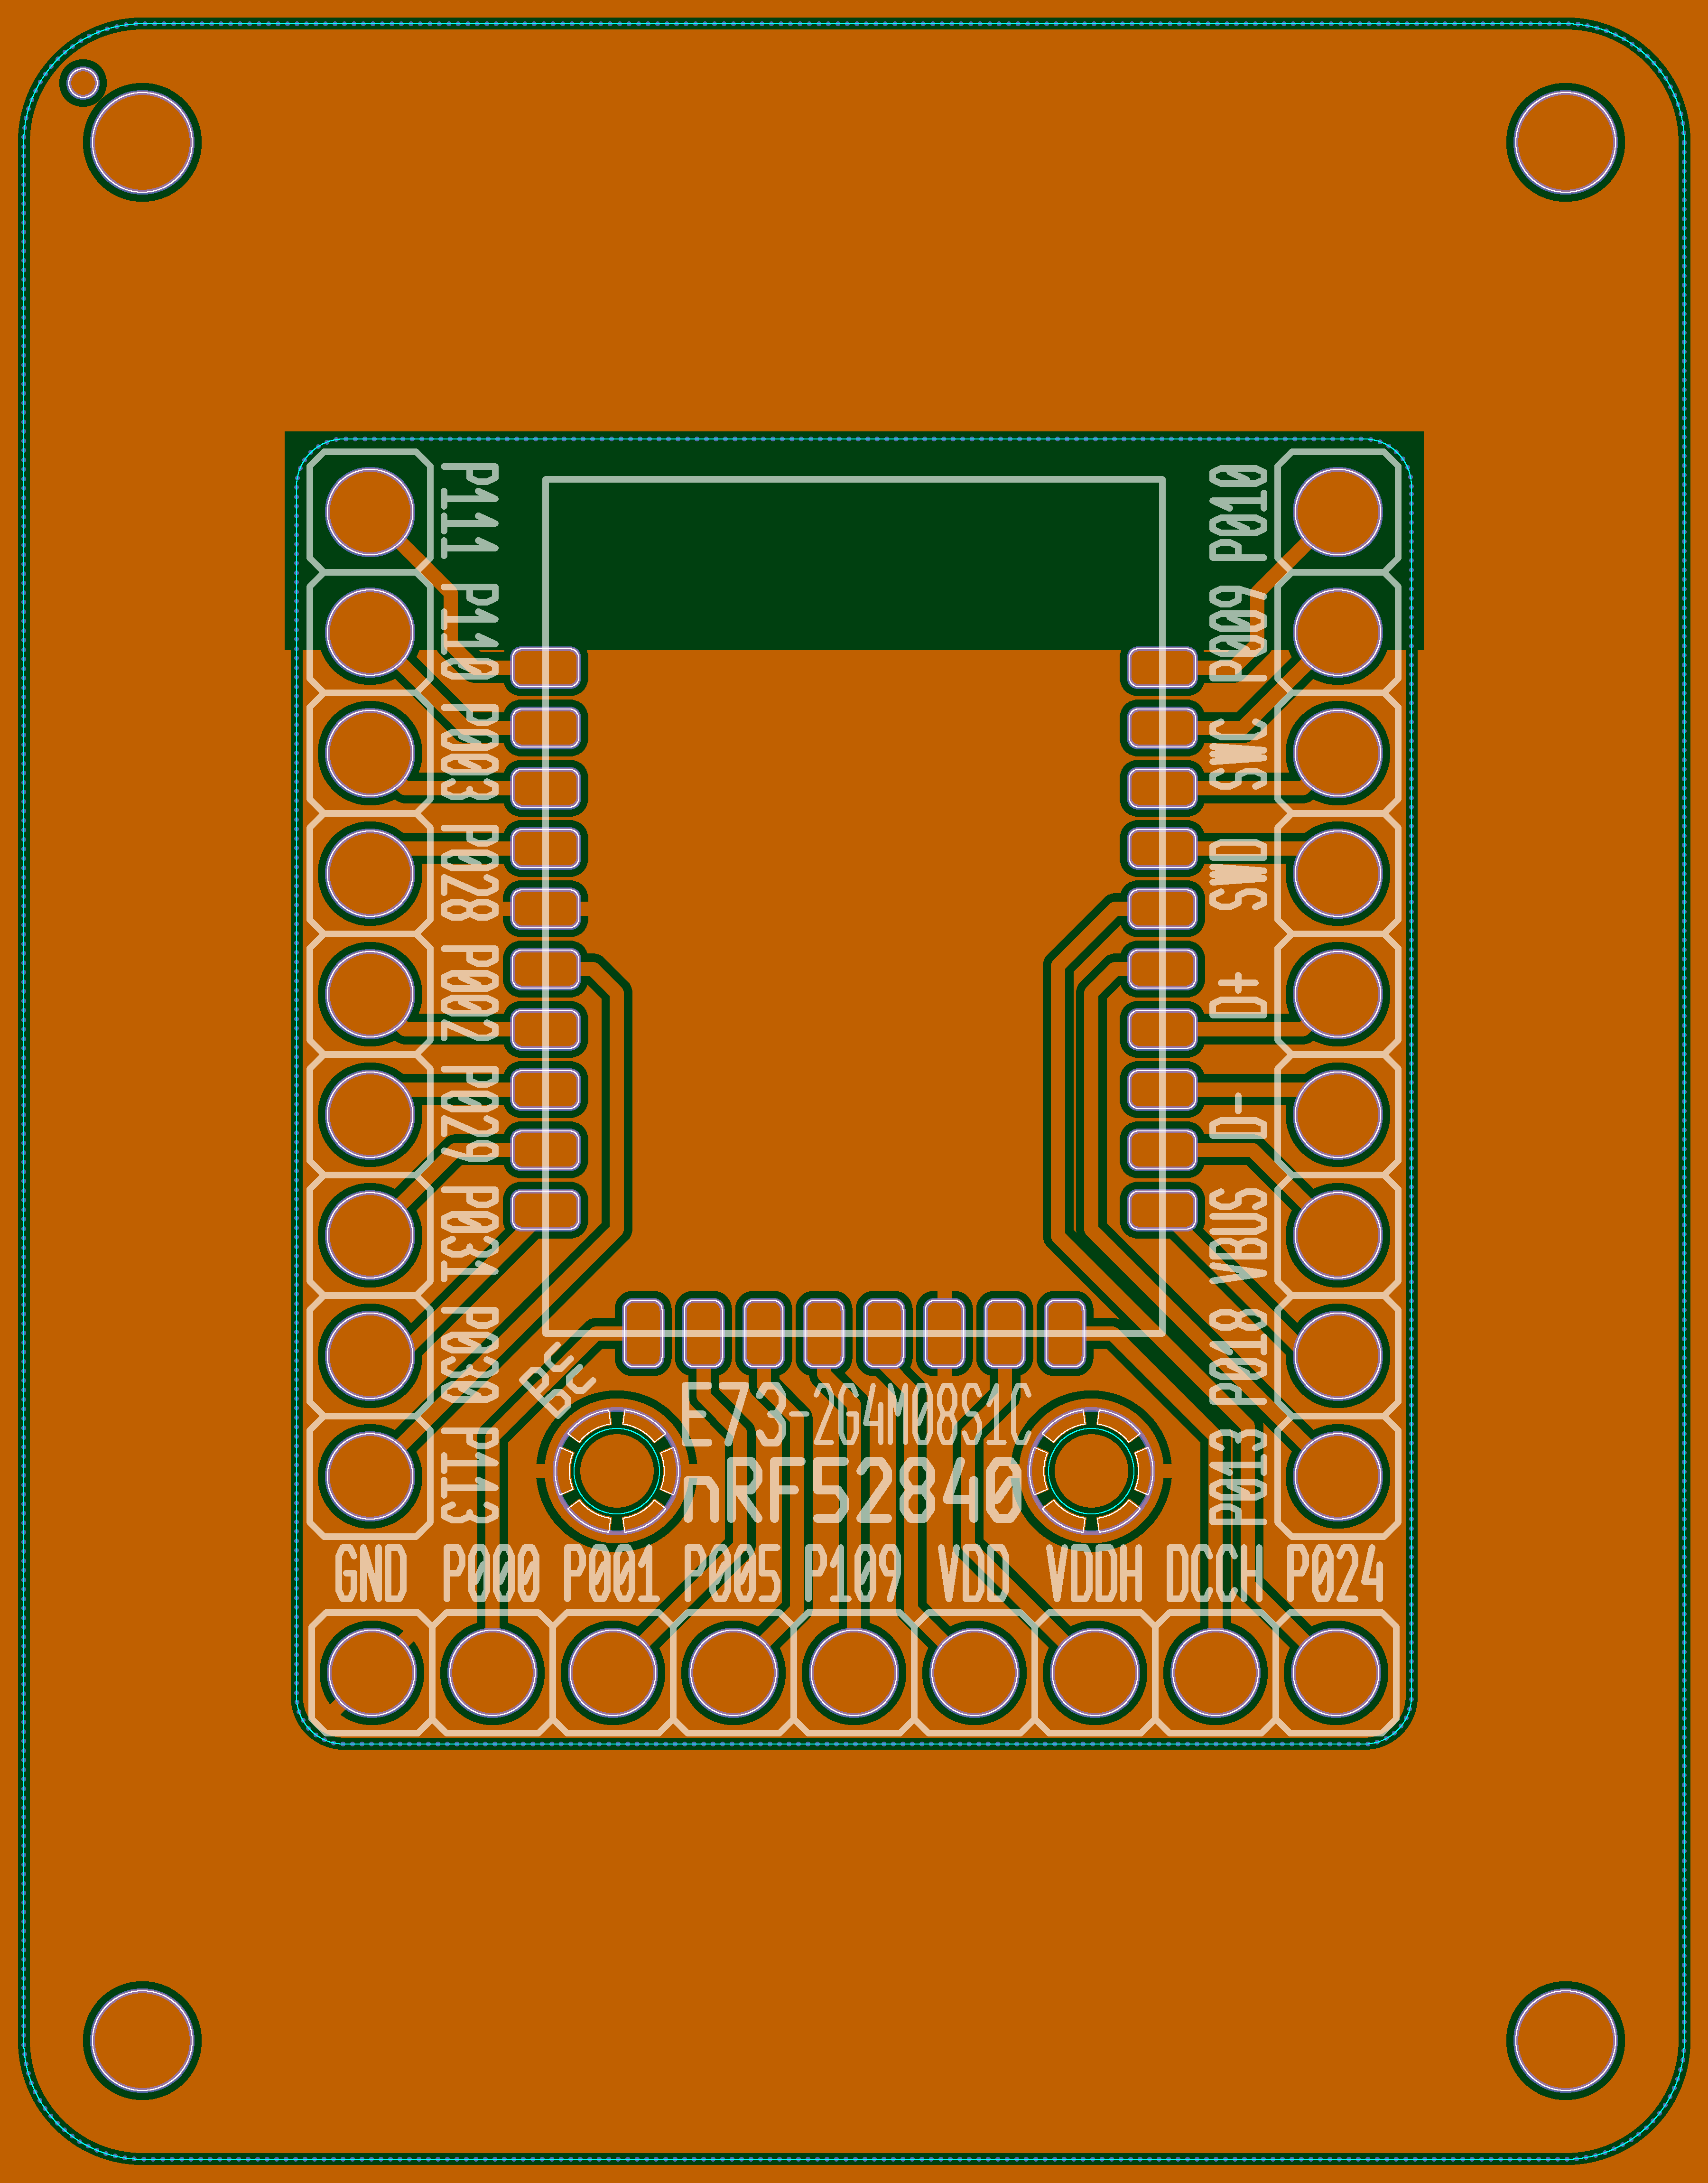 P111
P110
P003
P028
P002
P029
P031
P030
P113
P010
P009
SWC
SWD
D+
D-
VBUS
P018
P013
BC
DC
E73-2G4M08S1C
nRF52840
GND P000 P001 P005 P109 VDD VDDH DCCH P024